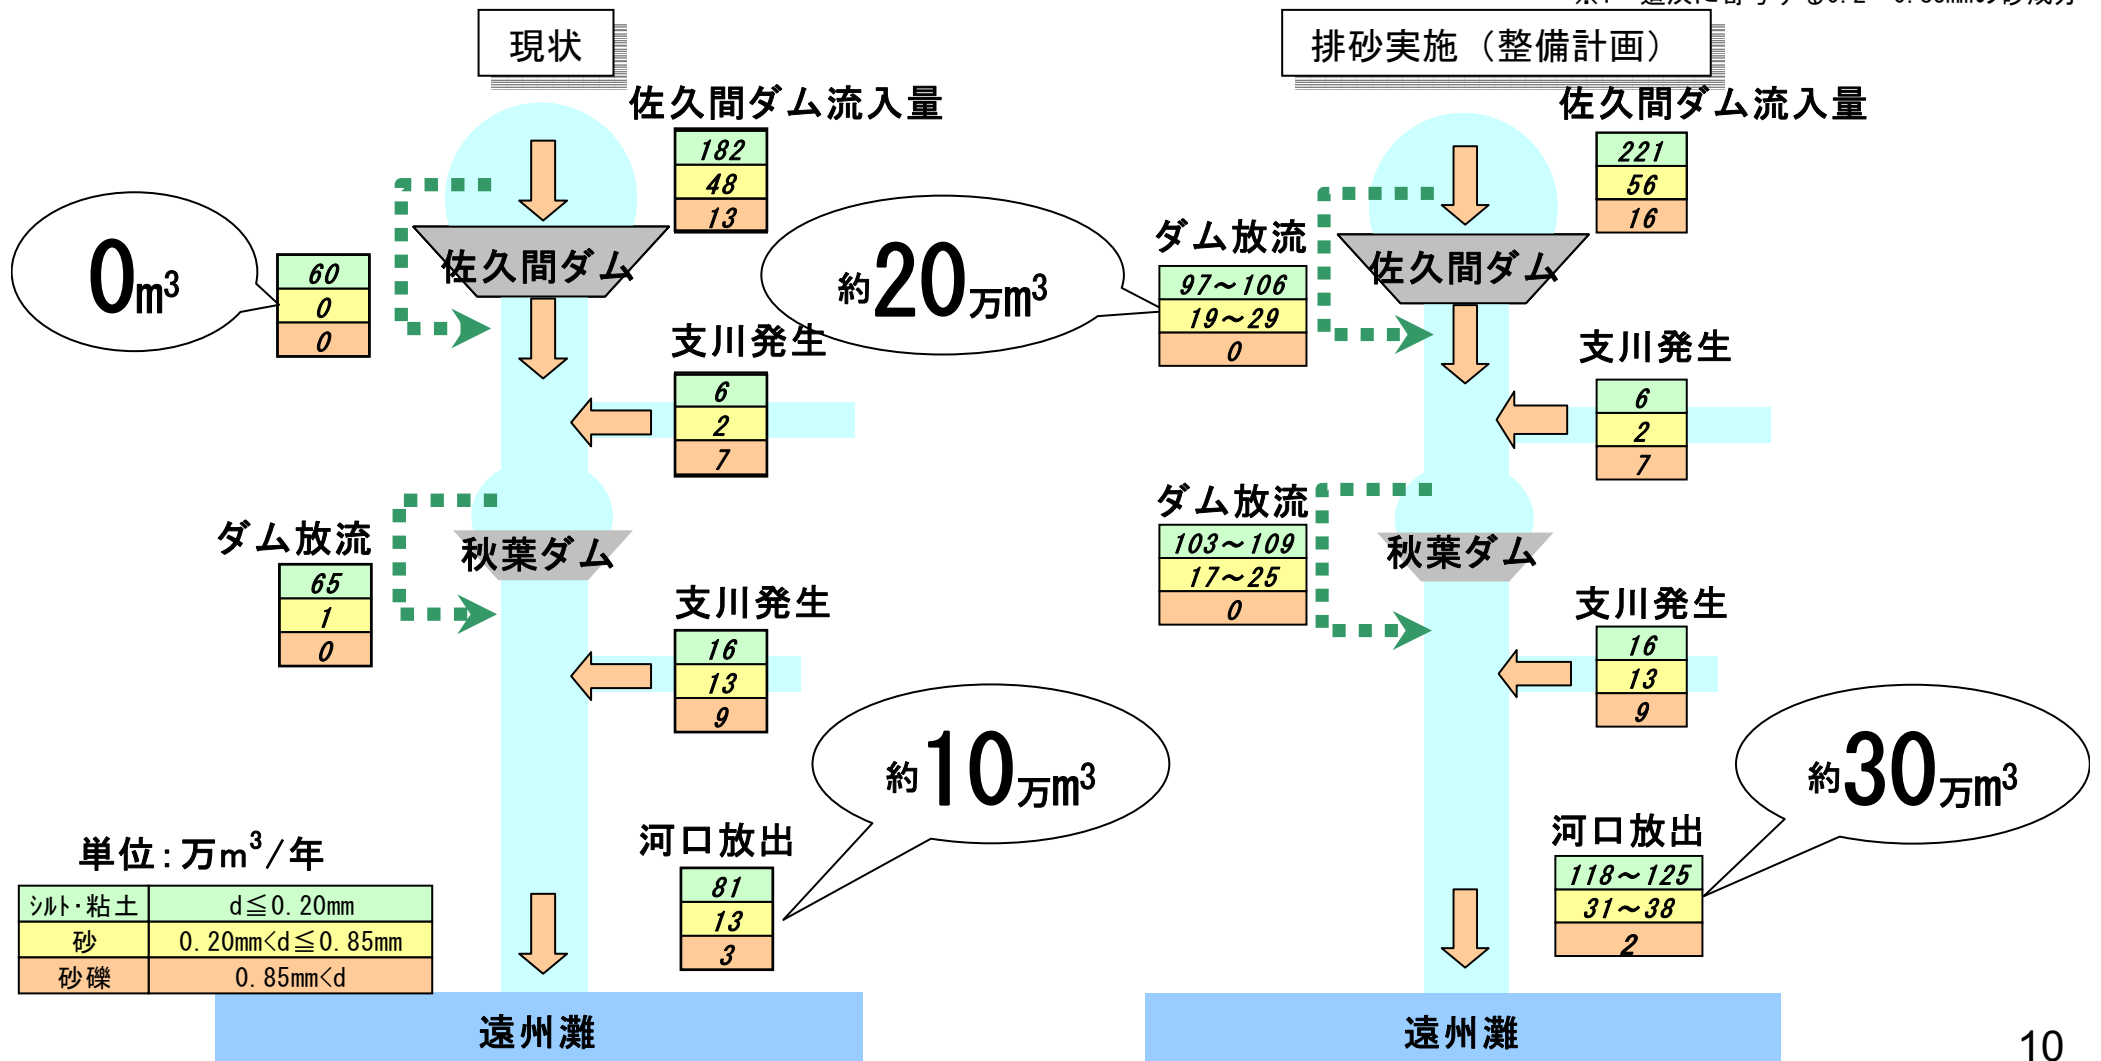 現状
佐久間ダム流入量
182
48
13
0m³
60
0
0
佐久間ダム
支川発生
6
2
7
ダム放流
65
1
0
秋葉ダム
支川発生
16
13
9
約10万m³
河口放出
81
13
3
単位:万m³/年
シルト・粘土 d≦0.20mm
砂 0.20mm<d≦0.85mm
砂礫 0.85mm<d
遠州灘
排砂実施（整備計画）
佐久間ダム流入量
221
56
16
約20万m³
ダム放流
97～106
19～29
0
佐久間ダム
支川発生
6
2
7
ダム放流
103～109
17～25
0
秋葉ダム
支川発生
16
13
9
約30万m³
河口放出
118～125
31～38
2
遠州灘
10